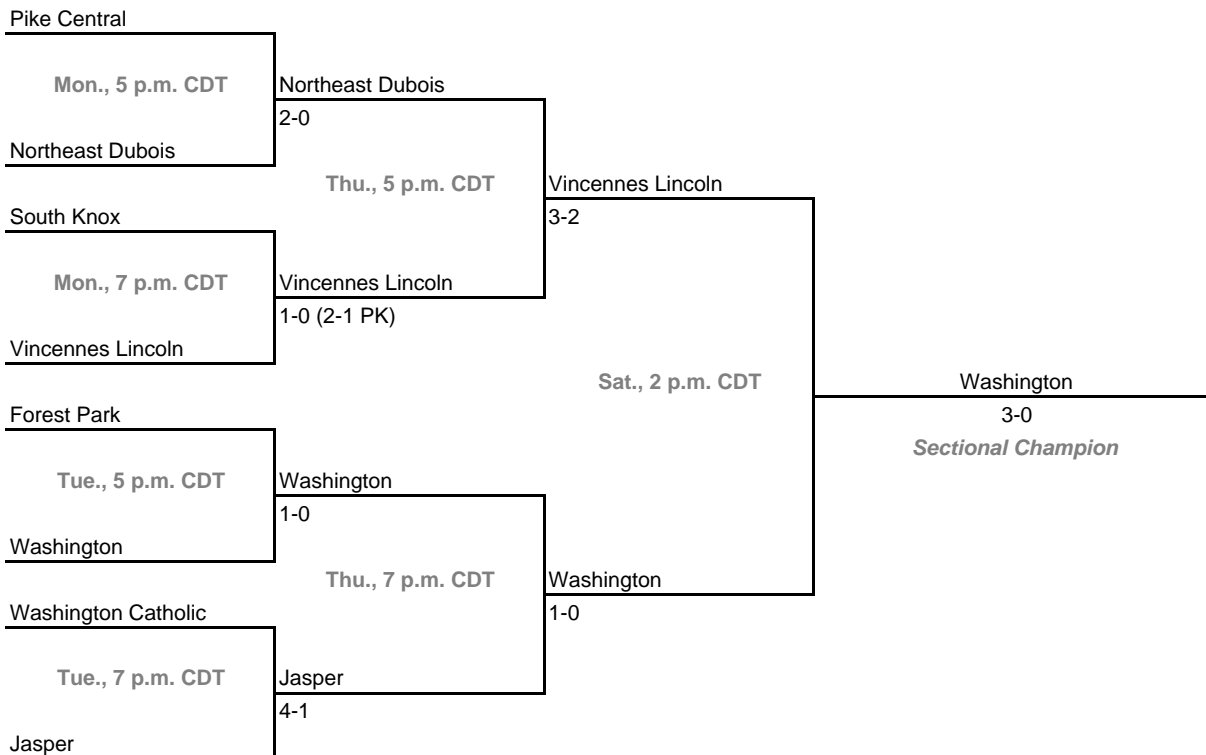 Pike Central
Mon., 5 p.m. CDT
Northeast Dubois
2-0
Northeast Dubois
Thu., 5 p.m. CDT
Vincennes Lincoln
3-2
South Knox
Mon., 7 p.m. CDT
Vincennes Lincoln
1-0 (2-1 PK)
Vincennes Lincoln
Sat., 2 p.m. CDT
Washington
3-0
Sectional Champion
Forest Park
Tue., 5 p.m. CDT
Washington
1-0
Washington
Thu., 7 p.m. CDT
Washington
1-0
Washington Catholic
Tue., 7 p.m. CDT
Jasper
4-1
Jasper